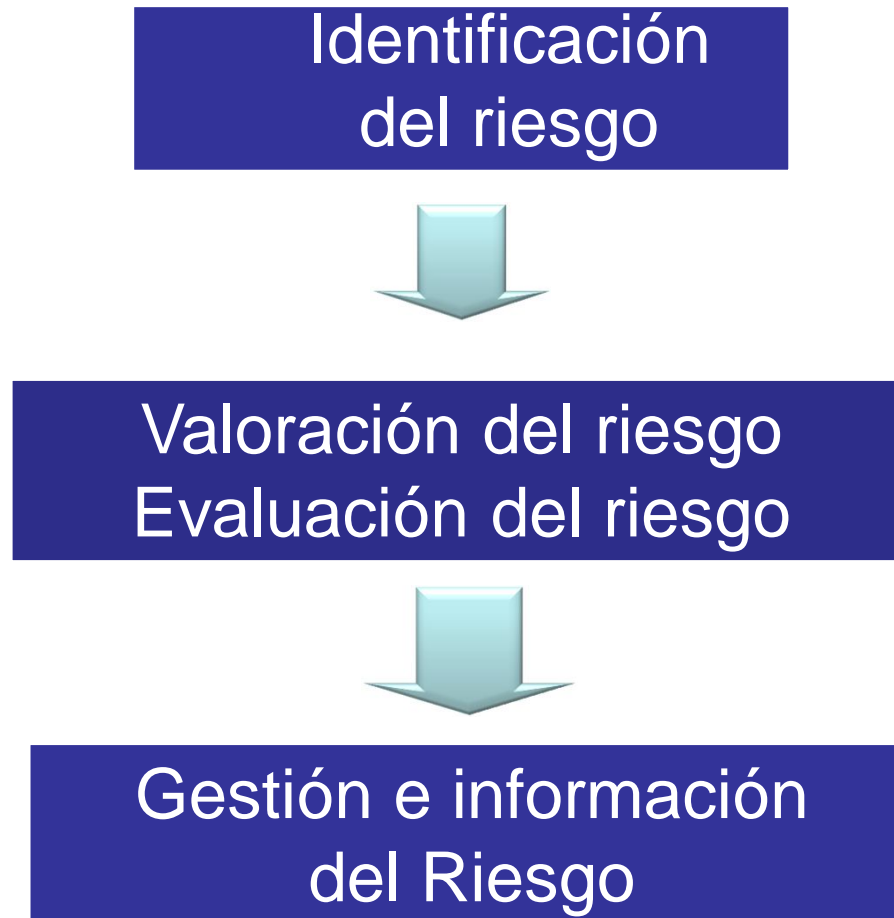 Identificación
del riesgo
Valoración del riesgo
Evaluación del riesgo
Gestión e información
del Riesgo